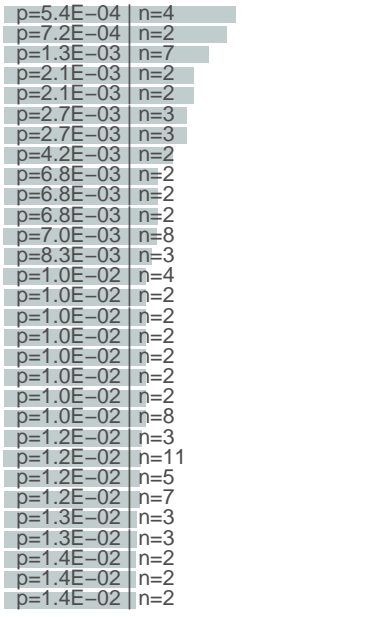 p=5.4E−04 | n=4
p=7.2E−04 | n=2
p=1.3E−03 | n=7
p=2.1E−03 | n=2
p=2.1E−03 | n=2
p=2.7E−03 | n=3
p=2.7E−03 | n=3
p=4.2E−03 | n=2
p=6.8E−03 | n=2
p=6.8E−03 | n=2
p=6.8E−03 | n=2
p=7.0E−03 | n=8
p=8.3E−03 | n=3
p=1.0E−02 | n=4
p=1.0E−02 | n=2
p=1.0E−02 | n=2
p=1.0E−02 | n=2
p=1.0E−02 | n=2
p=1.0E−02 | n=2
p=1.0E−02 | n=2
p=1.0E−02 | n=8
p=1.2E−02 | n=3
p=1.2E−02 | n=11
p=1.2E−02 | n=5
p=1.2E−02 | n=7
p=1.3E−02 | n=3
p=1.3E−02 | n=3
p=1.4E−02 | n=2
p=1.4E−02 | n=2
p=1.4E−02 | n=2